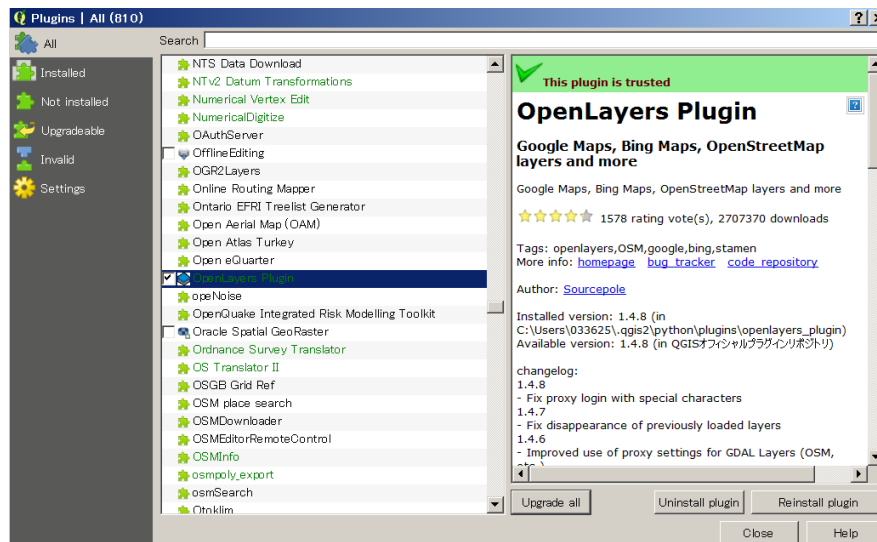 Plugins | All (810)
All
Installed
Not installed
Upgradeable
Invalid
Settings
Search
NTS Data Download
NTv2 Datum Transformations
Numerical Vertex Edit
NumericalDigitize
OAuthServer
OfflineEditing
OGR2Layers
Online Routing Mapper
Ontario EFRI Treelist Generator
Open Aerial Map (OAM)
Open Atlas Turkey
Open eQuarter
OpenLayers Plugin
opeNoise
OpenQuake Integrated Risk Modelling Toolkit
Oracle Spatial GeoRaster
Ordnance Survey Translator
OS Translator II
OSGB Grid Ref
OSM place search
OSMDownloader
OSMEditorRemoteControl
OSMInfo
osmpoly_export
osmSearch
Otoklim
This plugin is trusted
OpenLayers Plugin
Google Maps, Bing Maps, OpenStreetMap
layers and more
Google Maps, Bing Maps, OpenStreetMap layers and more
1578 rating vote(s), 2707370 downloads
Tags: openlayers,OSM,google,bing,stamen
More info: homepage bug tracker code repository
Author: Sourcepole
Installed version: 1.4.8 (in
C:\Users\033625\.qgis2\python\plugins\openlayers_plugin)
Available version: 1.4.8 (in QGISオフィシャルプラグインリポジトリ)
changelog:
1.4.8
- Fix proxy login with special characters
1.4.7
- Fix disappearance of previously loaded layers
1.4.6
- Improved use of proxy settings for GDAL Layers (OSM,
etc.)
Upgrade all
Uninstall plugin
Reinstall plugin
Close
Help